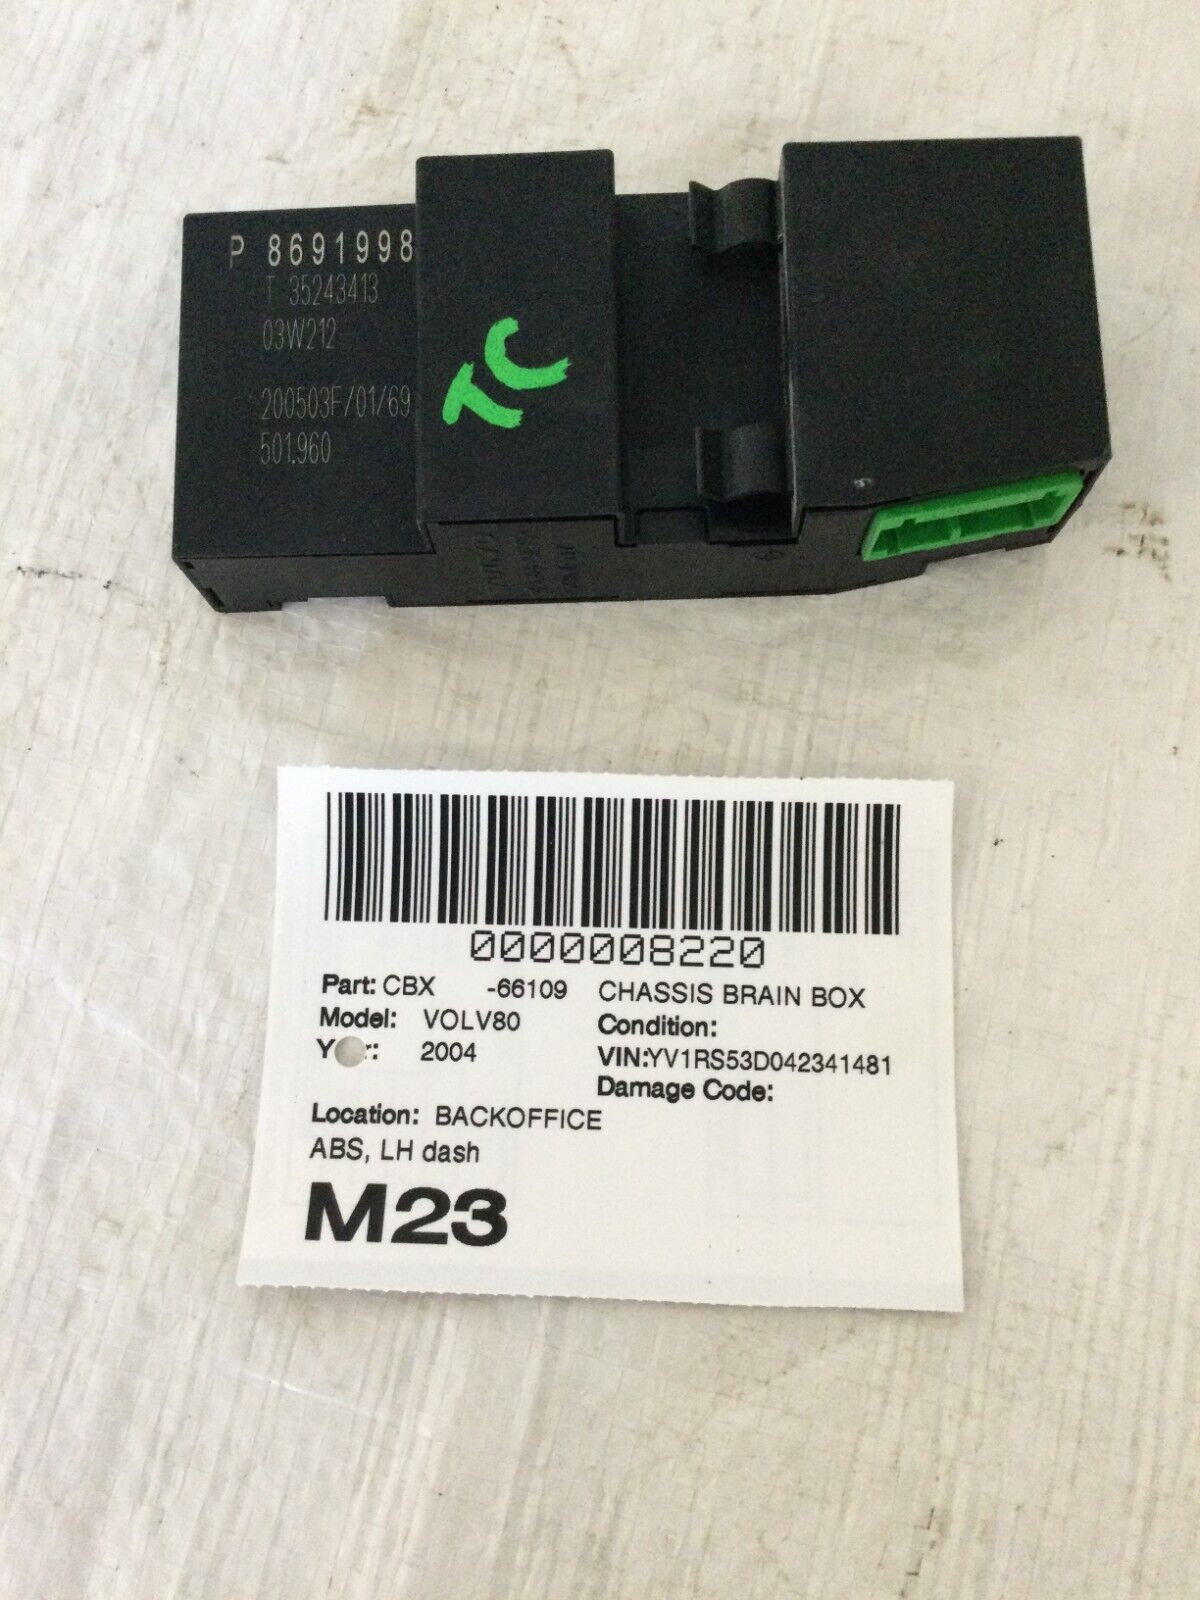 P 8691998
T 35243413
03W212
200503F/01/69
501.960
TC
0000008220
Part: CBX -66109 CHASSIS BRAIN BOX
Model: VOLV80 Condition:
2004 VIN:YV1RS53D042341481
Damage Code:
Location: BACKOFFICE
ABS, LH dash
M23